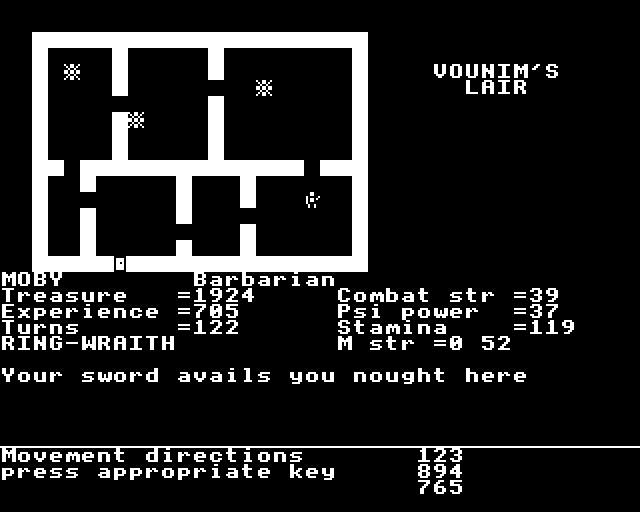 VOUNIM'S
LAIR
MOBY Barbarian
Treasure =1924 Combat str =39
Experience =705 Psi power =37
Turns =122 Stamina =119
RING-WRAITH M str =0 52
Your sword avails you nought here
Movement directions 123
press appropriate key 894
765